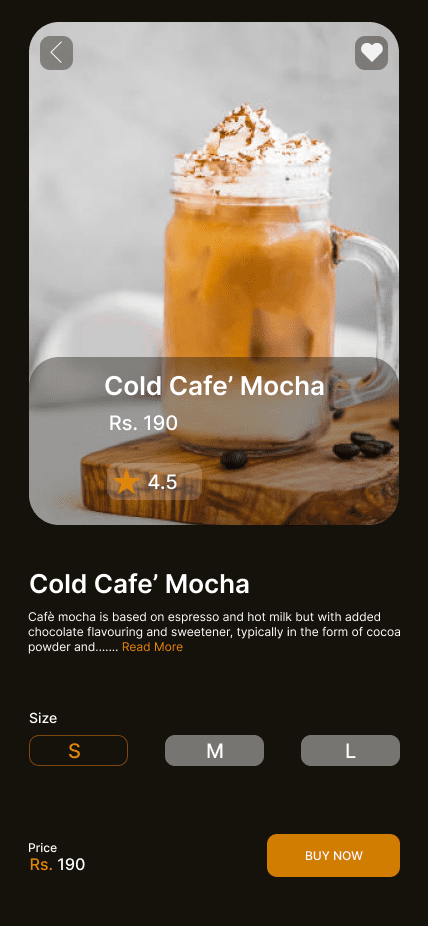 Cold Cafe’ Mocha
Rs. 190
4.5
Cold Cafe’ Mocha
Cafè mocha is based on espresso and hot milk but with added
chocolate flavouring and sweetener, typically in the form of cocoa
powder and....... Read More
Size
S M L
Price
Rs. 190
BUY NOW